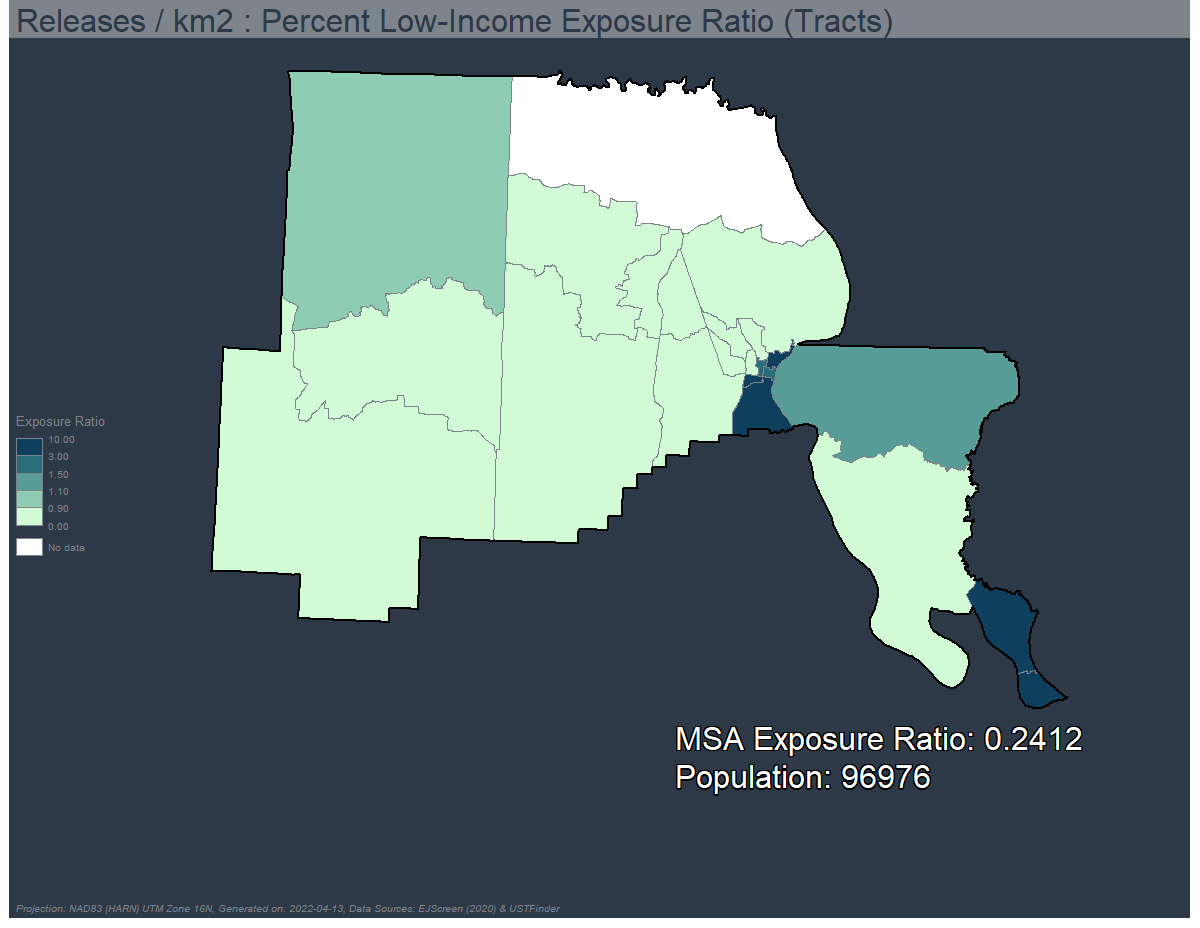 Releases / km2 : Percent Low-Income Exposure Ratio (Tracts)
Exposure Ratio
10.00
3.00
1.50
1.10
0.90
0.00
No data
MSA Exposure Ratio: 0.2412
Population: 96976
Projection: NAD83 (HARN) UTM Zone 16N, Generated on: 2022-04-13, Data Sources: EJScreen (2020) & USTFinder